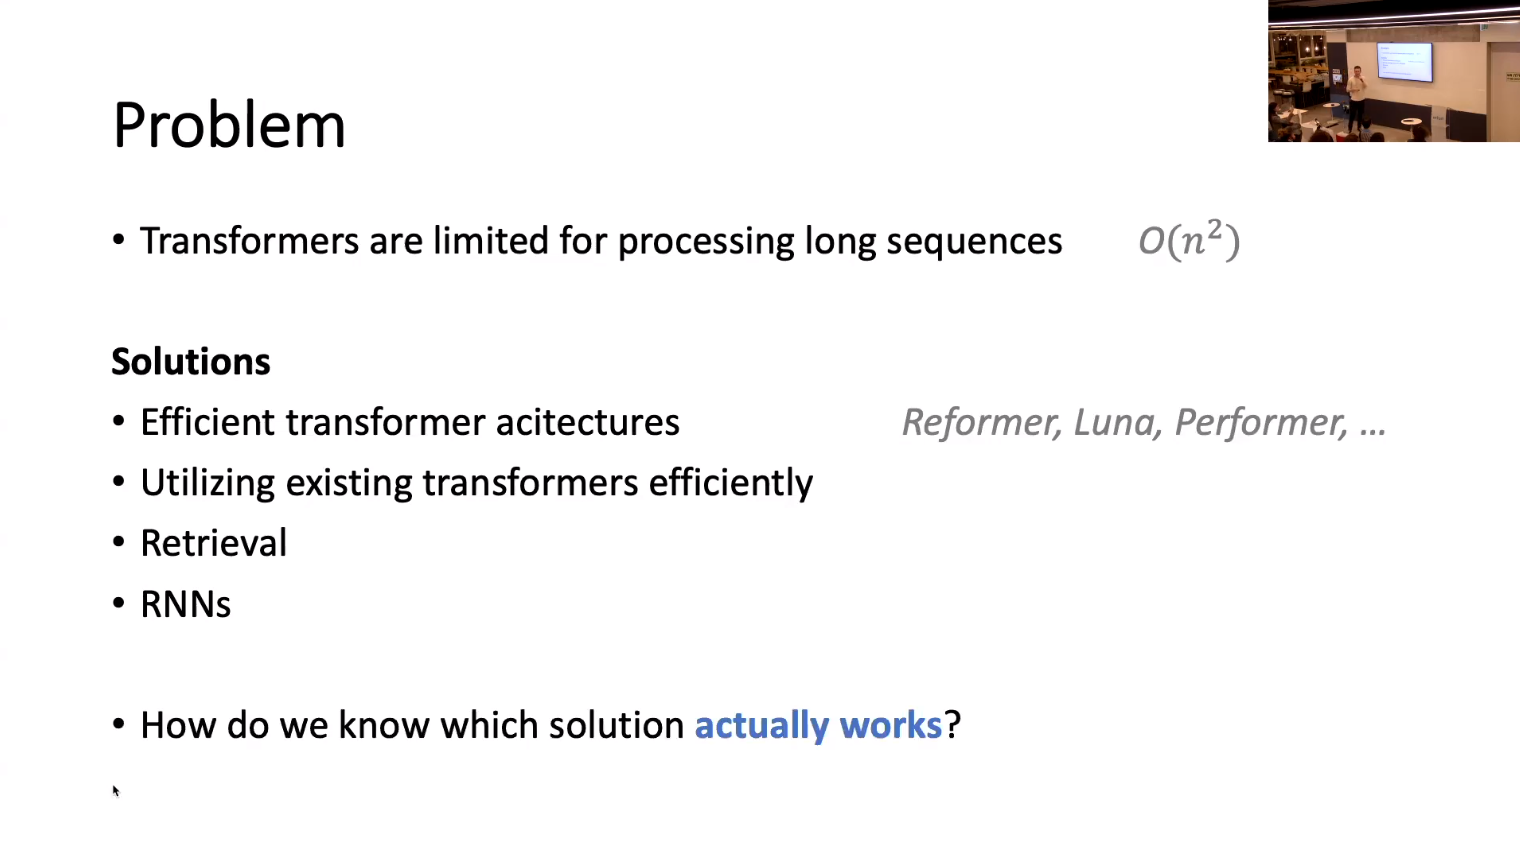 Problem
• Transformers are limited for processing long sequences O(n²)
Solutions
• Efficient transformer acitectures Reformer, Luna, Performer, ...
• Utilizing existing transformers efficiently
• Retrieval
• RNNs
• How do we know which solution actually works?